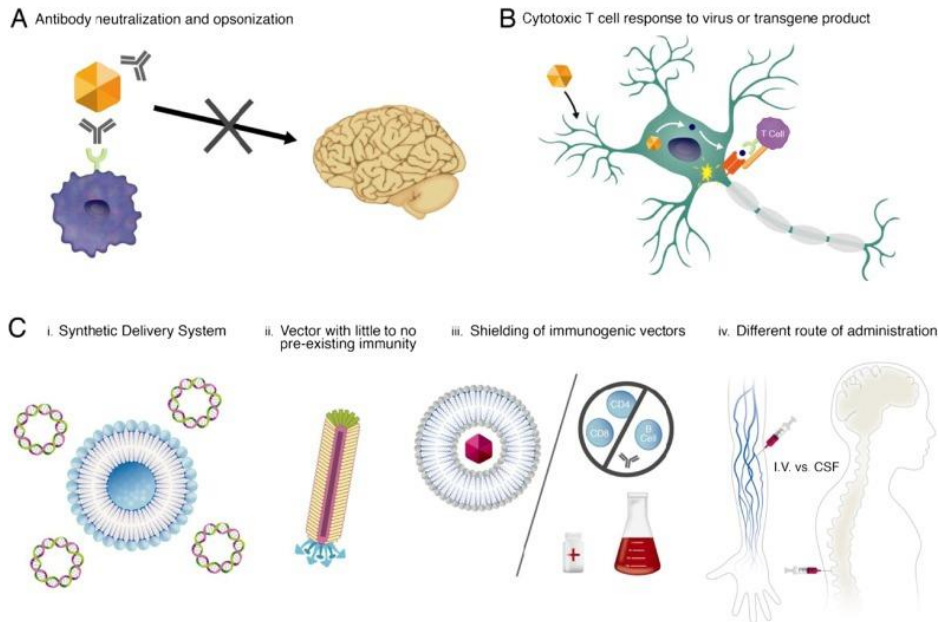 A Antibody neutralization and opsonization
B Cytotoxic T cell response to virus or transgene product
T Cell
C
i. Synthetic Delivery System
ii. Vector with little to no
pre-existing immunity
iii. Shielding of immunogenic vectors
iv. Different route of administration
CD4
CD8
B
Cell
I.V. vs. CSF